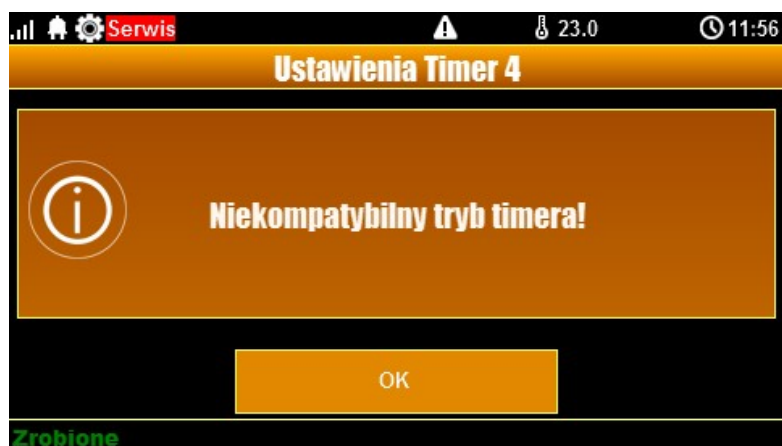 Serwis 23.0 11:56
Ustawienia Timer 4
Niekompatybilny tryb timera!
OK
Zrobione